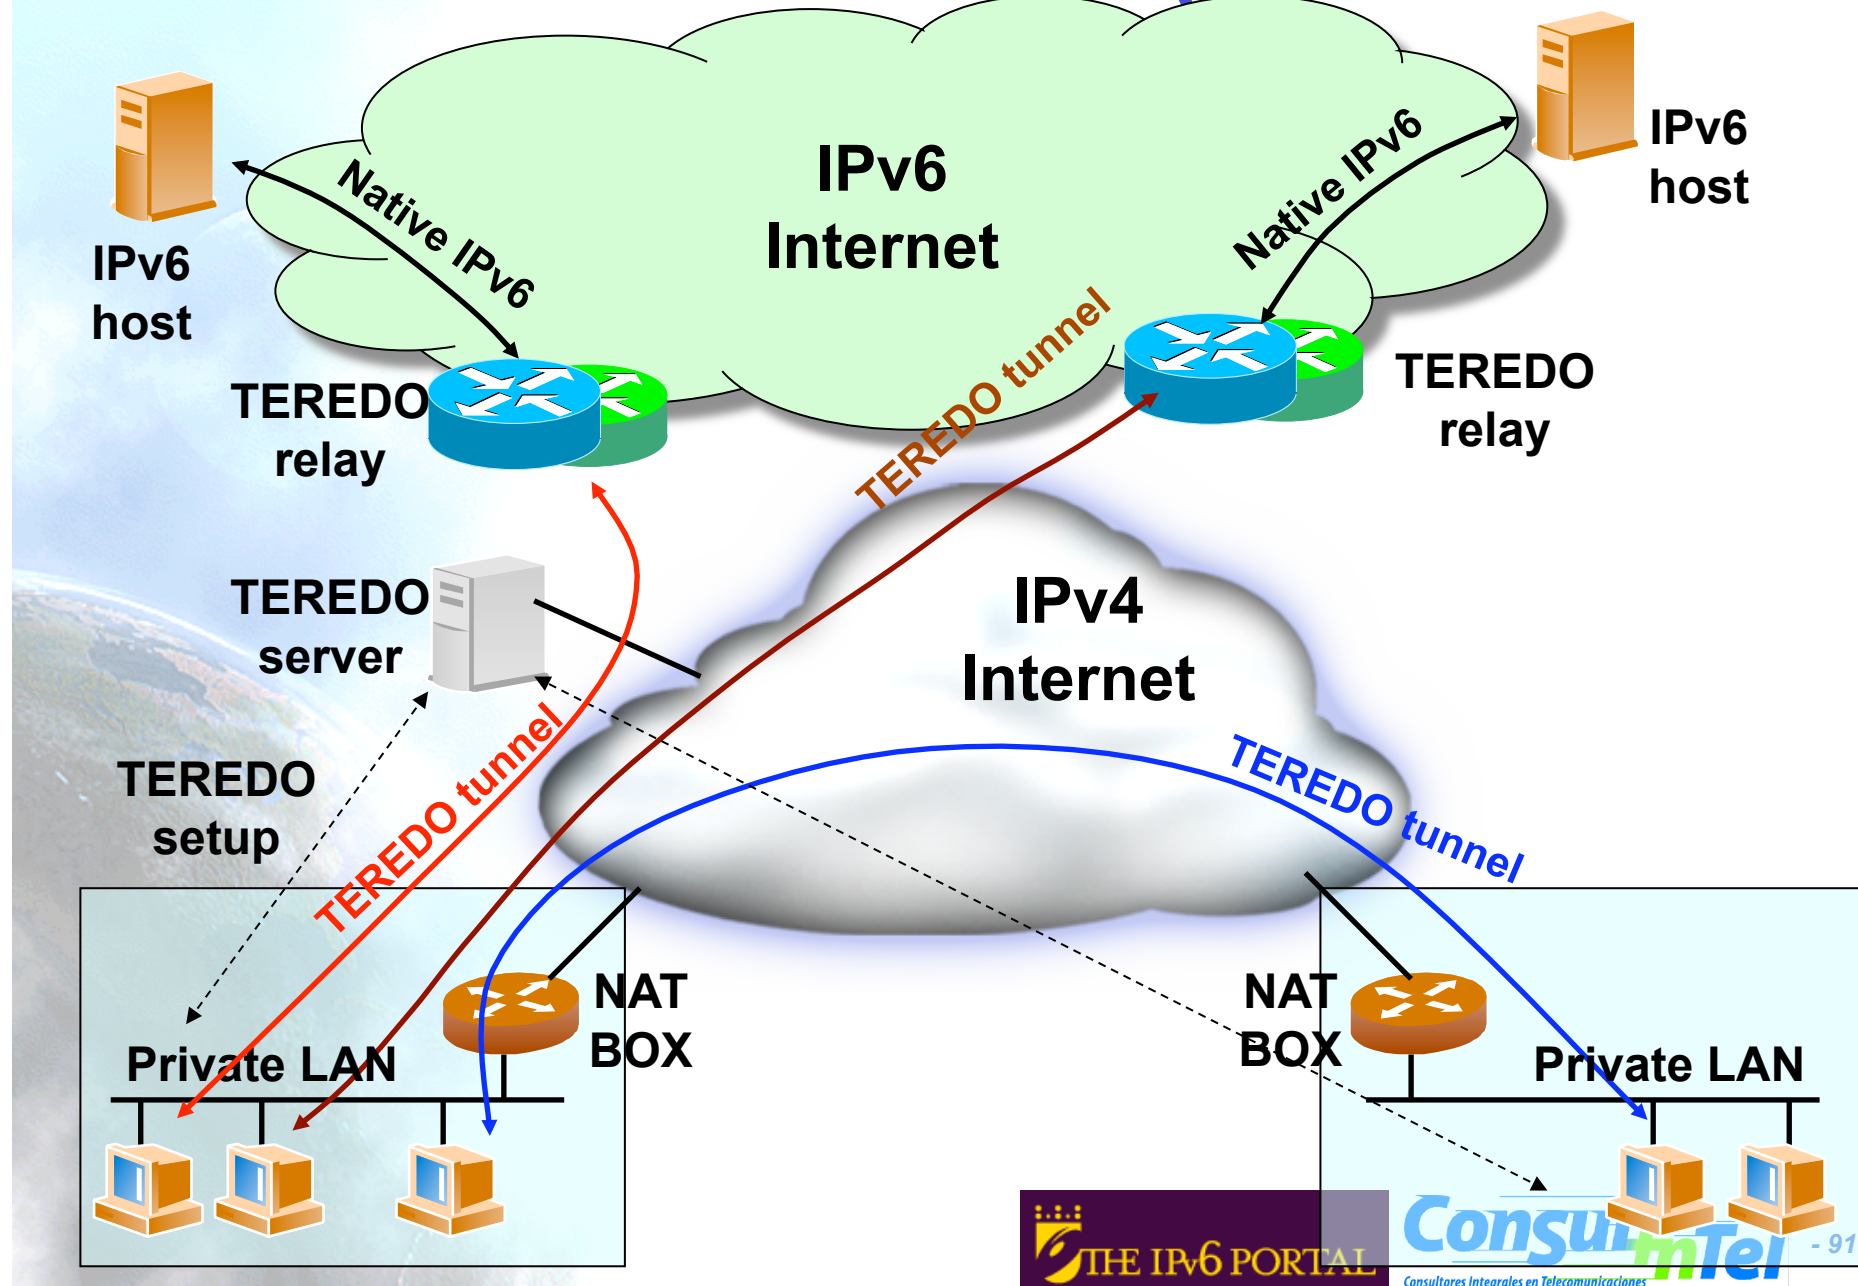 IPv6
host
Native IPv6
IPv6
Internet
Native IPv6
IPv6
host
TEREDO
relay
TEREDO tunnel
TEREDO
relay
TEREDO
server
IPv4
Internet
TEREDO
setup
TEREDO tunnel
TEREDO tunnel
NAT
BOX
NAT
BOX
Private LAN
Private LAN
THE IPv6 PORTAL
Consulintel
Consultores Integrales en Telecomunicaciones
- 91